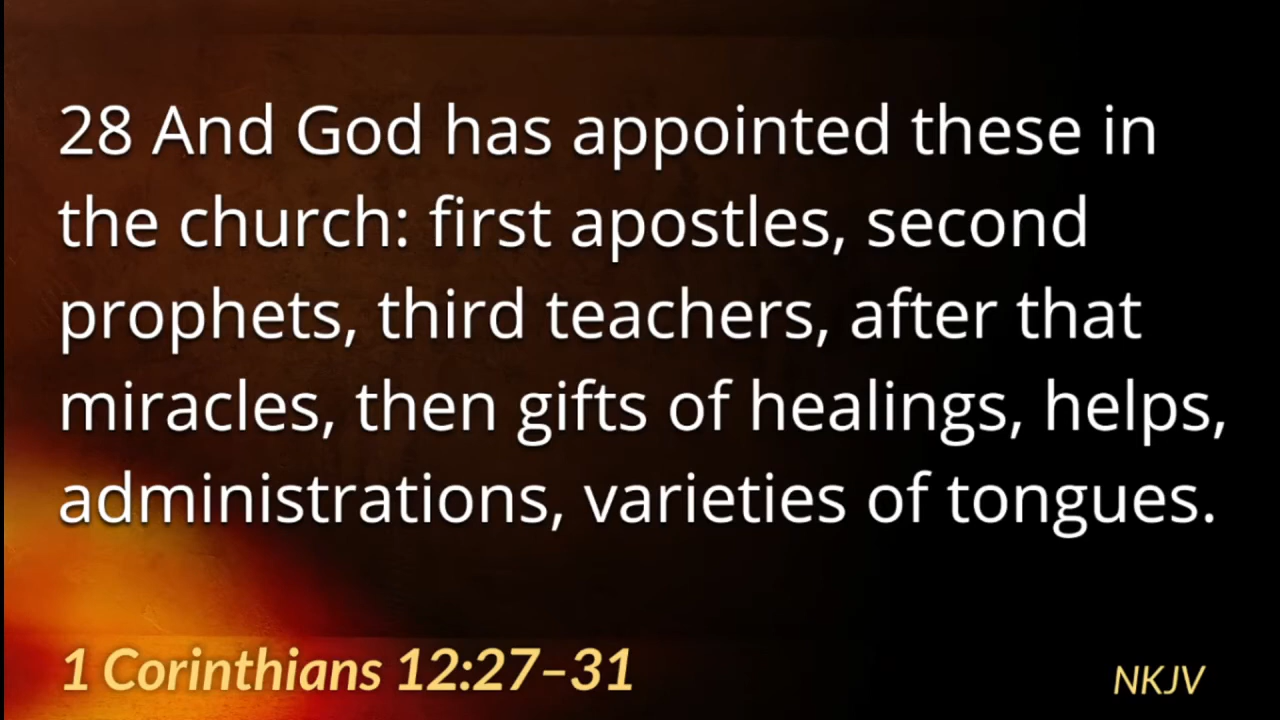 28 And God has appointed these in
the church: first apostles, second
prophets, third teachers, after that
miracles, then gifts of healings, helps,
administrations, varieties of tongues.
1 Corinthians 12:27–31
NKJV